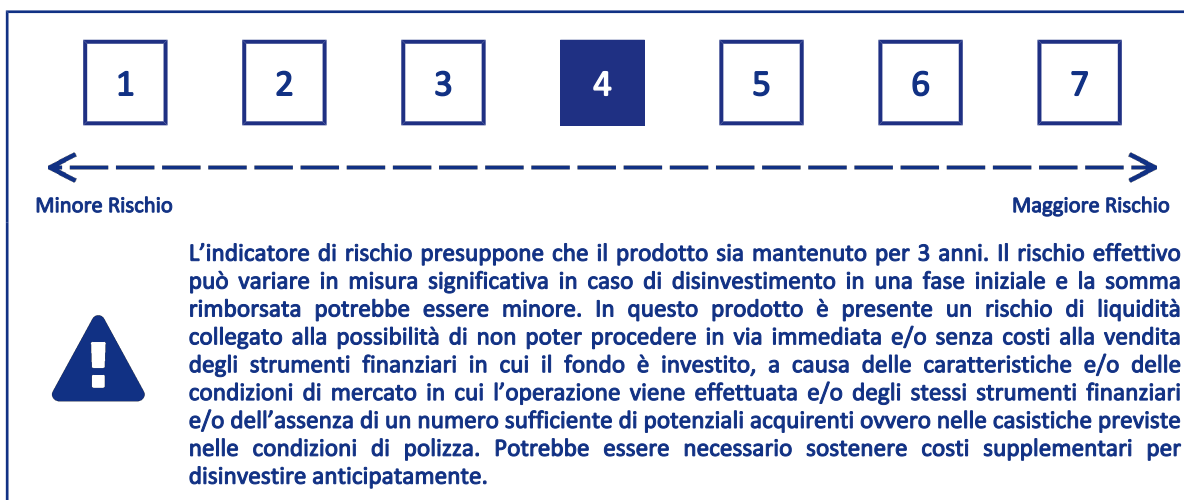 1 2 3 4 5 6 7
Minore Rischio Maggiore Rischio
L'indicatore di rischio presuppone che il prodotto sia mantenuto per 3 anni. Il rischio effettivo
può variare in misura significativa in caso di disinvestimento in una fase iniziale e la somma
rimborsata potrebbe essere minore. In questo prodotto è presente un rischio di liquidità
collegato alla possibilità di non poter procedere in via immediata e/o senza costi alla vendita
degli strumenti finanziari in cui il fondo è investito, a causa delle caratteristiche e/o delle
condizioni di mercato in cui l'operazione viene effettuata e/o degli stessi strumenti finanziari
e/o dell'assenza di un numero sufficiente di potenziali acquirenti ovvero nelle casistiche previste
nelle condizioni di polizza. Potrebbe essere necessario sostenere costi supplementari per
disinvestire anticipatamente.